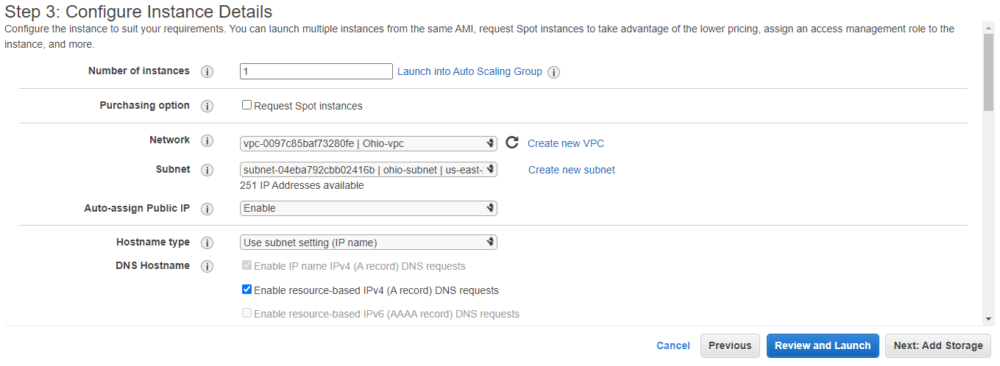 Step 3: Configure Instance Details
Configure the instance to suit your requirements. You can launch multiple instances from the same AMI, request Spot instances to take advantage of the lower pricing, assign an access management role to the
instance, and more.
Number of instances i 1 Launch into Auto Scaling Group i
Purchasing option i Request Spot instances
Network i vpc-0097c85baf73280fe | Ohio-vpc Create new VPC
Subnet i subnet-04eba792cbb02416b | ohio-subnet | us-east- Create new subnet
251 IP Addresses available
Auto-assign Public IP i Enable
Hostname type i Use subnet setting (IP name)
DNS Hostname i Enable IP name IPv4 (A record) DNS requests
Enable resource-based IPv4 (A record) DNS requests
Enable resource-based IPv6 (AAAA record) DNS requests
Cancel Previous Review and Launch Next: Add Storage